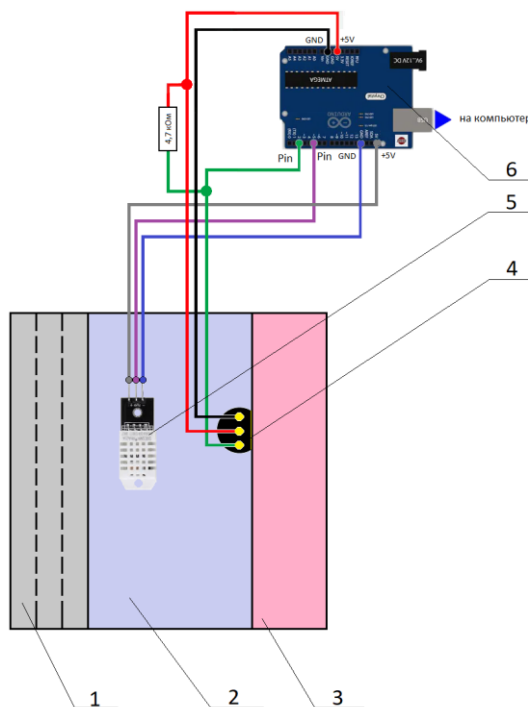 GND +5V
9V..12V DC
ATMEGA
4,7 кОм
USB
на компьютер
Pin Pin GND +5V
6
5
4
1 2 3